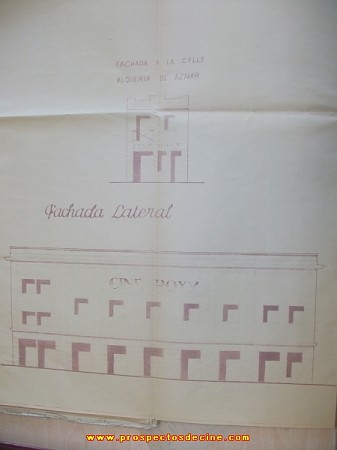 FACHADA A LA CALLE
ALQUERIA DE AZNAR
Fachada Lateral
CINE ROXY
www.prospectosdecine.com